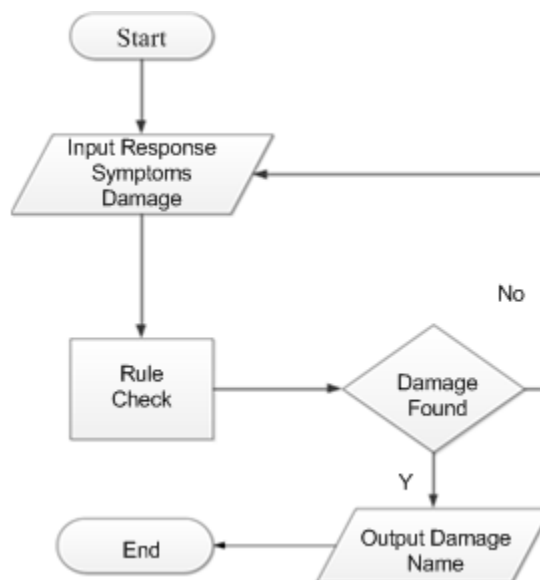 Start
Input Response
Symptoms
Damage
No
Rule
Check
Damage
Found
Y
End
Output Damage
Name